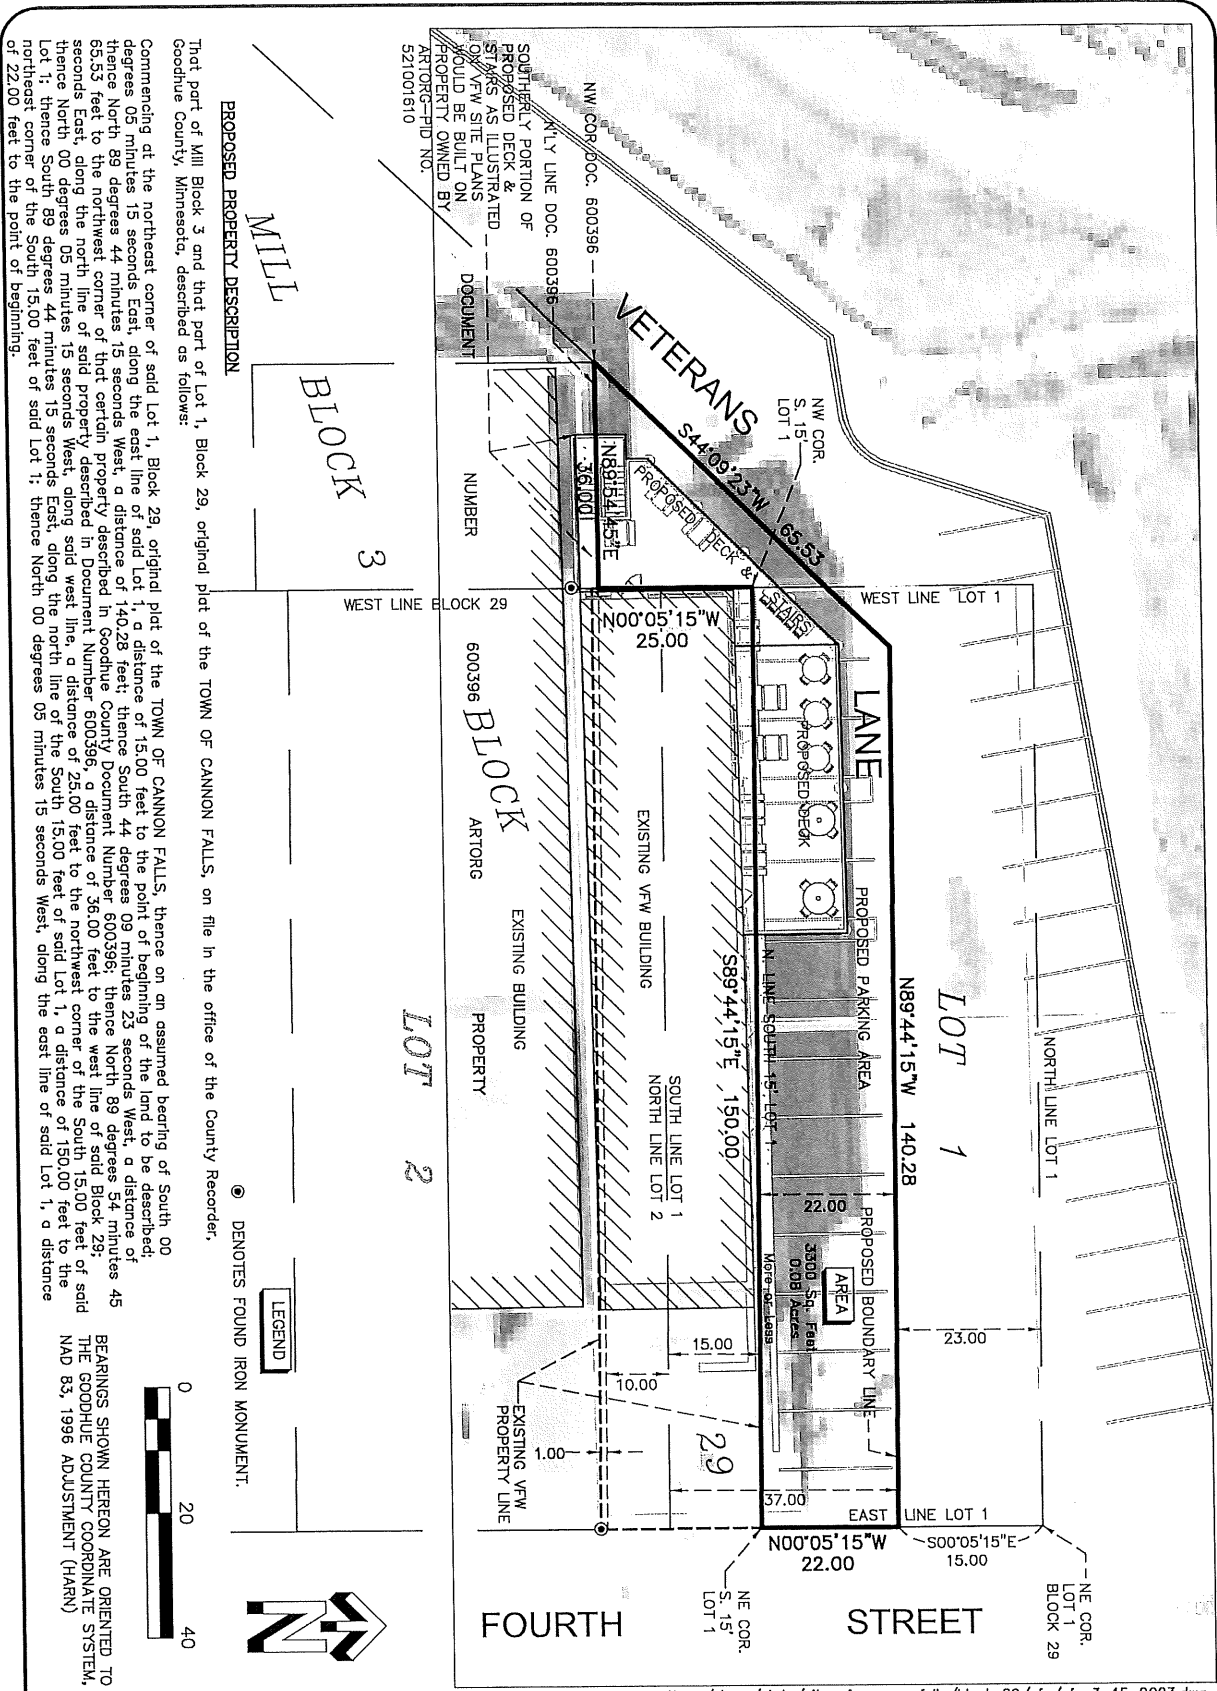 FOURTH STREET
NE COR.
LOT 1
BLOCK 29
S00°05'15"E
15.00
NE COR.
S. 15'
LOT 1
N00°05'15"W
22.00
EAST LINE LOT 1
37.00
23.00
22.00
15.00
10.00
1.00
EXISTING VFW
PROPERTY LINE
29
NORTH LINE LOT 1
LOT 1
N89°44'15"W 140.28
PROPOSED BOUNDARY LINE
AREA
3300 Sq. Feet
0.08 Acres
More or Less
PROPOSED PARKING AREA
N. LINE SOUTH 15', LOT 1
S89°44'15"E 150.00
SOUTH LINE LOT 1
NORTH LINE LOT 2
EXISTING VFW BUILDING
VETERANS LANE
PROPOSED DECK
PROPOSED DECK &
STAIRS
S44°09'23"W 65.53
NW COR.
S. 15'
LOT 1
WEST LINE LOT 1
N00°05'15"W
25.00
WEST LINE BLOCK 29
N89°54'45"E
36.00
NW COR. DOC. 600396
N'LY LINE DOC. 600396
SOUTHERLY PORTION OF
PROPOSED DECK &
STAIRS AS ILLUSTRATED
ON VFW SITE PLANS
WOULD BE BUILT ON
PROPERTY OWNED BY
ARTORG-PID NO.
521001610
DOCUMENT NUMBER 600396 ARTORG PROPERTY
EXISTING BUILDING
BLOCK
LOT 2
MILL BLOCK 3
PROPOSED PROPERTY DESCRIPTION
That part of Mill Block 3 and that part of Lot 1, Block 29, original plat of the TOWN OF CANNON FALLS, on file in the office of the County Recorder,
Goodhue County, Minnesota, described as follows:
Commencing at the northeast corner of said Lot 1, Block 29, original plat of the TOWN OF CANNON FALLS, thence on an assumed bearing of South 00
degrees 05 minutes 15 seconds East, along the east line of said Lot 1, a distance of 15.00 feet to the point of beginning of the land to be described;
thence North 89 degrees 44 minutes 15 seconds West, a distance of 140.28 feet; thence South 44 degrees 09 minutes 23 seconds West, a distance of
65.53 feet to the northwest corner of that certain property described in Goodhue County Document Number 600396; thence North 89 degrees 54 minutes 45
seconds East, along the north line of said property described in Document Number 600396, a distance of 36.00 feet to the west line of said Block 29;
thence North 00 degrees 05 minutes 15 seconds West, along said west line, a distance of 25.00 feet to the northwest corner of the South 15.00 feet of said
Lot 1; thence South 89 degrees 44 minutes 15 seconds East, along the north line of the South 15.00 feet of said Lot 1, a distance of 150.00 feet to the
northeast corner of the South 15.00 feet of said Lot 1; thence North 00 degrees 05 minutes 15 seconds West, along the east line of said Lot 1, a distance
of 22.00 feet to the point of beginning.
LEGEND
DENOTES FOUND IRON MONUMENT.
0 20 40
BEARINGS SHOWN HEREON ARE ORIENTED TO
THE GOODHUE COUNTY COORDINATE SYSTEM,
NAD 83, 1996 ADJUSTMENT (HARN)
N